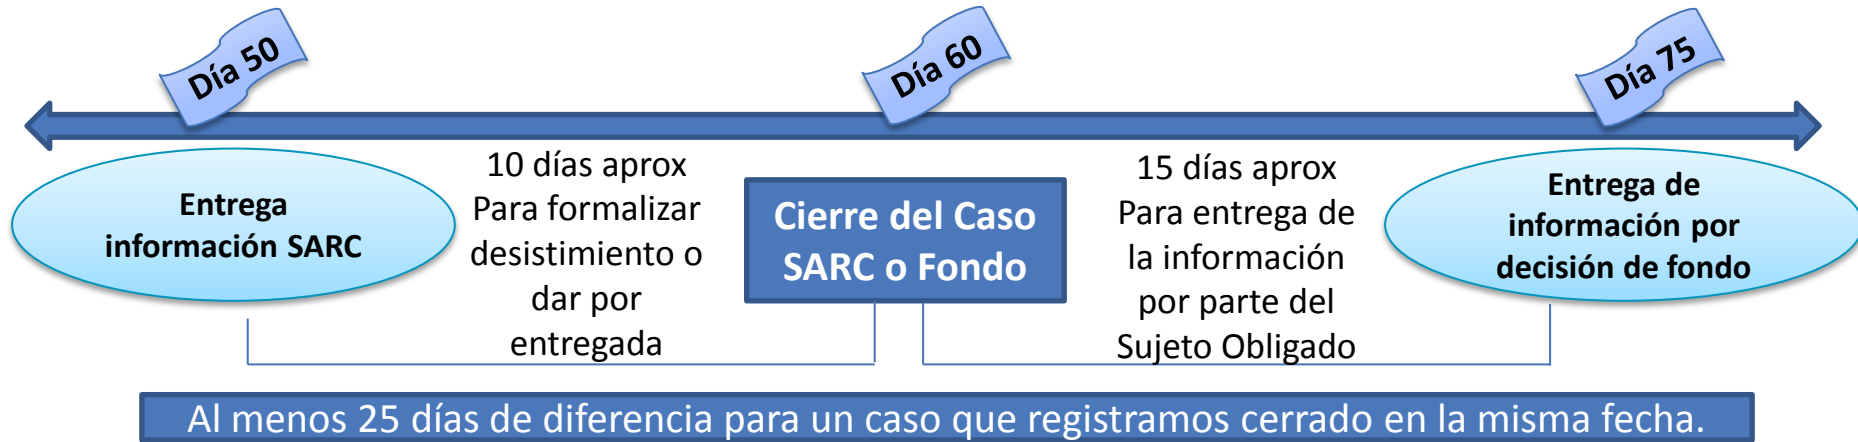 Día 50
Día 60
Día 75
Entrega
información SARC
10 días aprox
Para formalizar
desistimiento o
dar por
entregada
Cierre del Caso
SARC o Fondo
15 días aprox
Para entrega de
la información
por parte del
Sujeto Obligado
Entrega de
información por
decisión de fondo
Al menos 25 días de diferencia para un caso que registramos cerrado en la misma fecha.